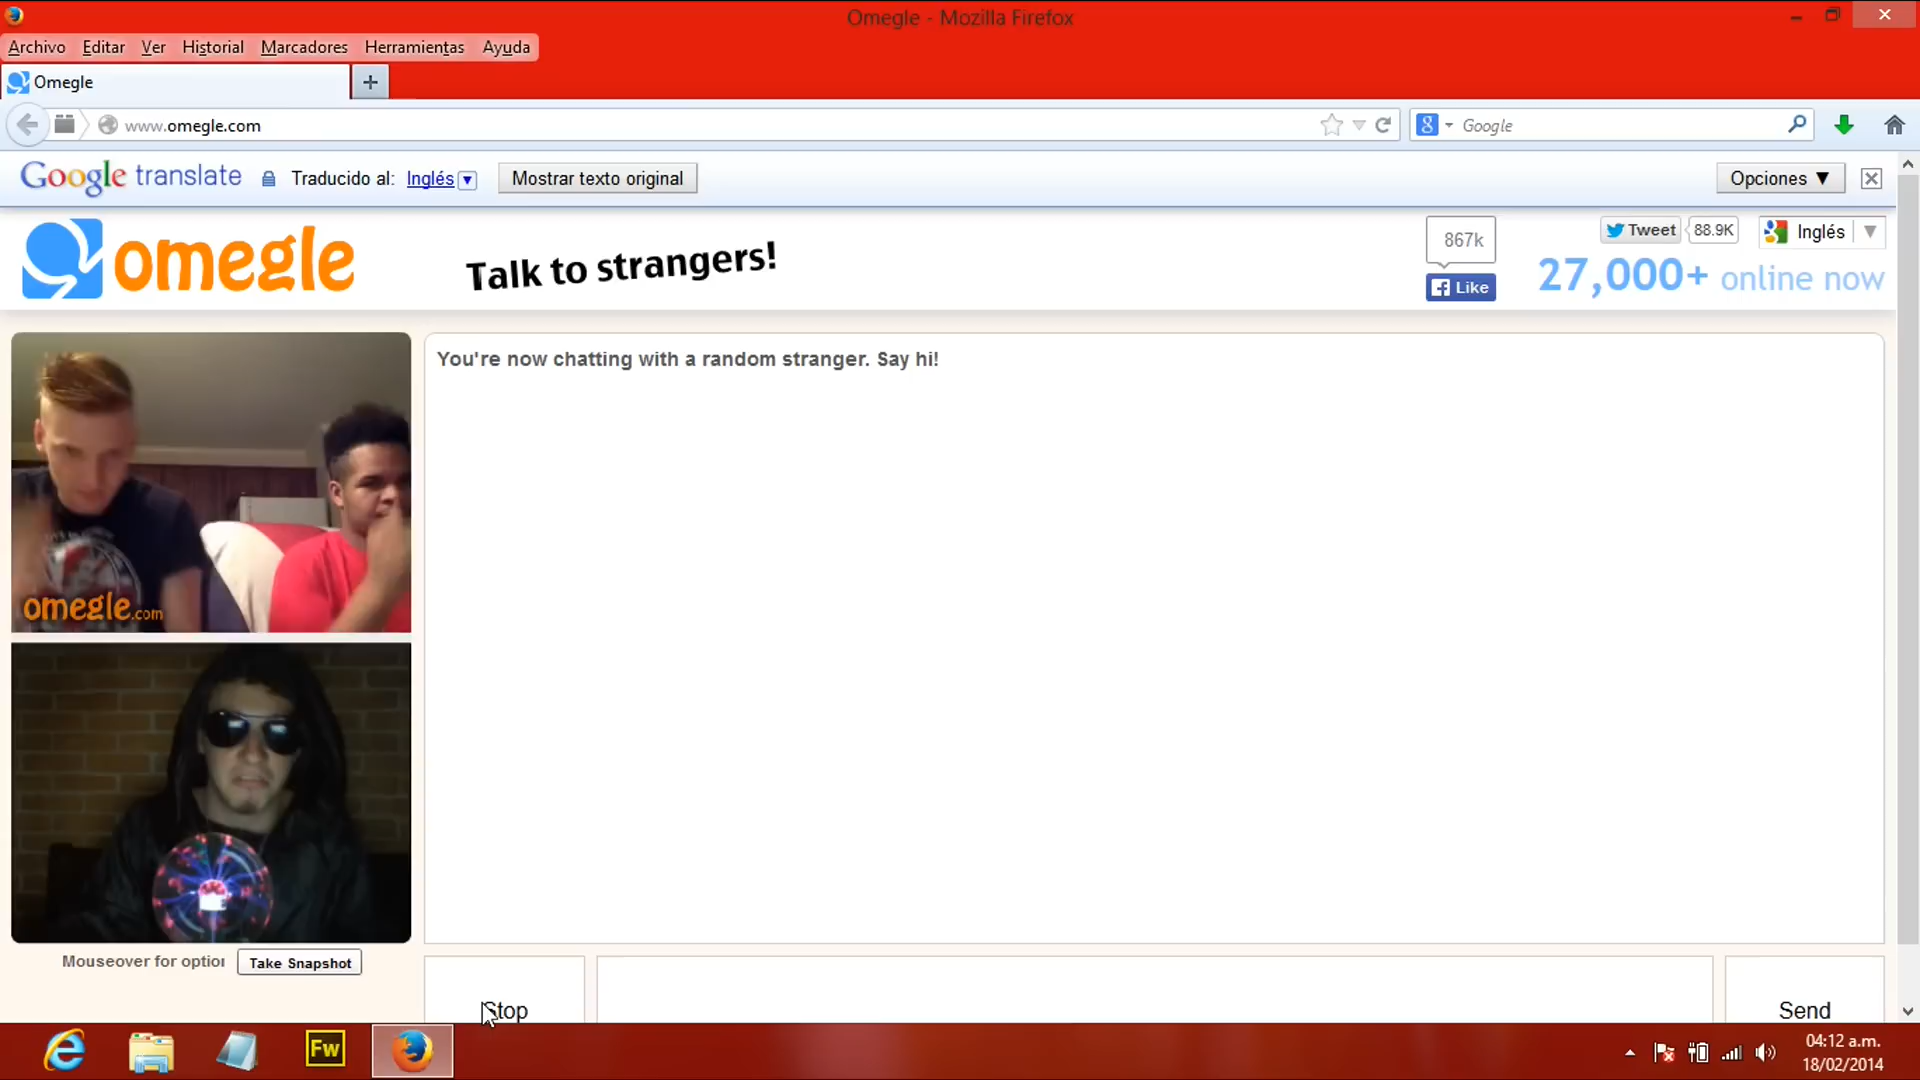 Omegle - Mozilla Firefox
Archivo Editar Ver Historial Marcadores Herramientas Ayuda
Omegle
www.omegle.com
8 Google
Google translate Traducido al: Inglés Mostrar texto original Opciones
omegle
Talk to strangers!
867k
Like
Tweet 88.9K Inglés
27,000+ online now
You're now chatting with a random stranger. Say hi!
omegle.com
Mouseover for option Take Snapshot
Stop
Send
Fw
04:12 a.m.
18/02/2014